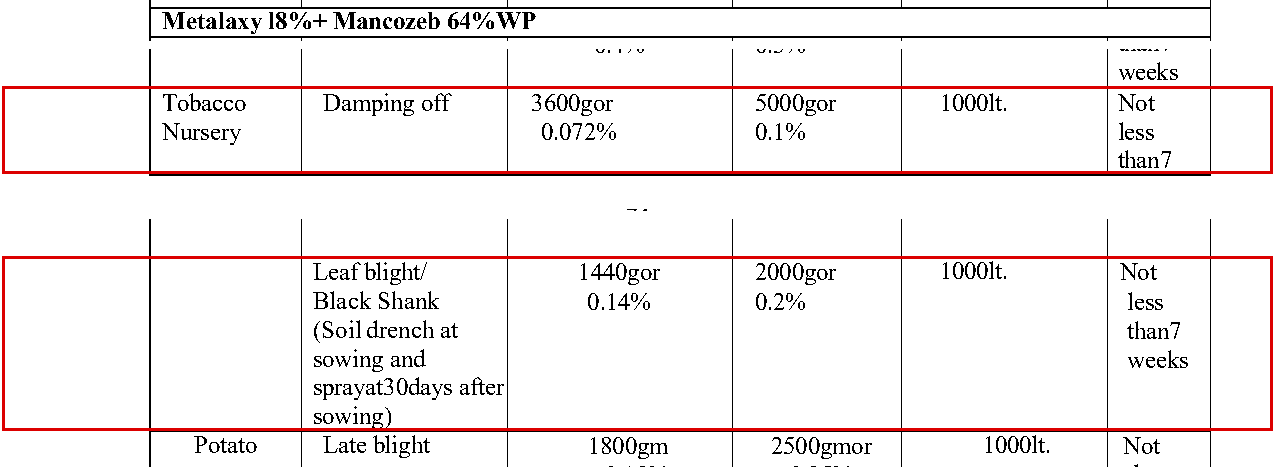 Metalaxy l8%+ Mancozeb 64%WP
weeks
Tobacco Damping off 3600gor 5000gor 1000lt. Not
Nursery 0.072% 0.1% less
than7
Leaf blight/ 1440gor 2000gor 1000lt. Not
Black Shank 0.14% 0.2% less
(Soil drench at than7
sowing and weeks
sprayat30days after
sowing)
Potato Late blight 1800gm 2500gmor 1000lt. Not